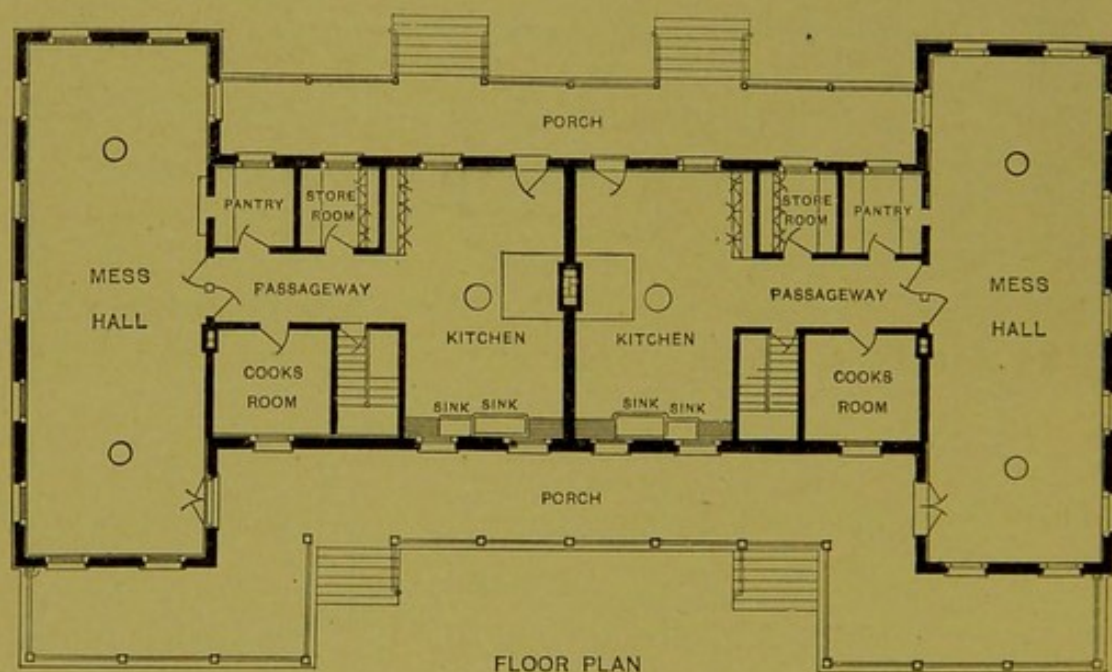 PORCH
PANTRY
STORE
ROOM
STORE
ROOM
PANTRY
MESS
HALL
PASSAGEWAY
PASSAGEWAY
MESS
HALL
KITCHEN
KITCHEN
COOKS
ROOM
COOKS
ROOM
SINK
SINK
SINK
SINK
PORCH
FLOOR PLAN